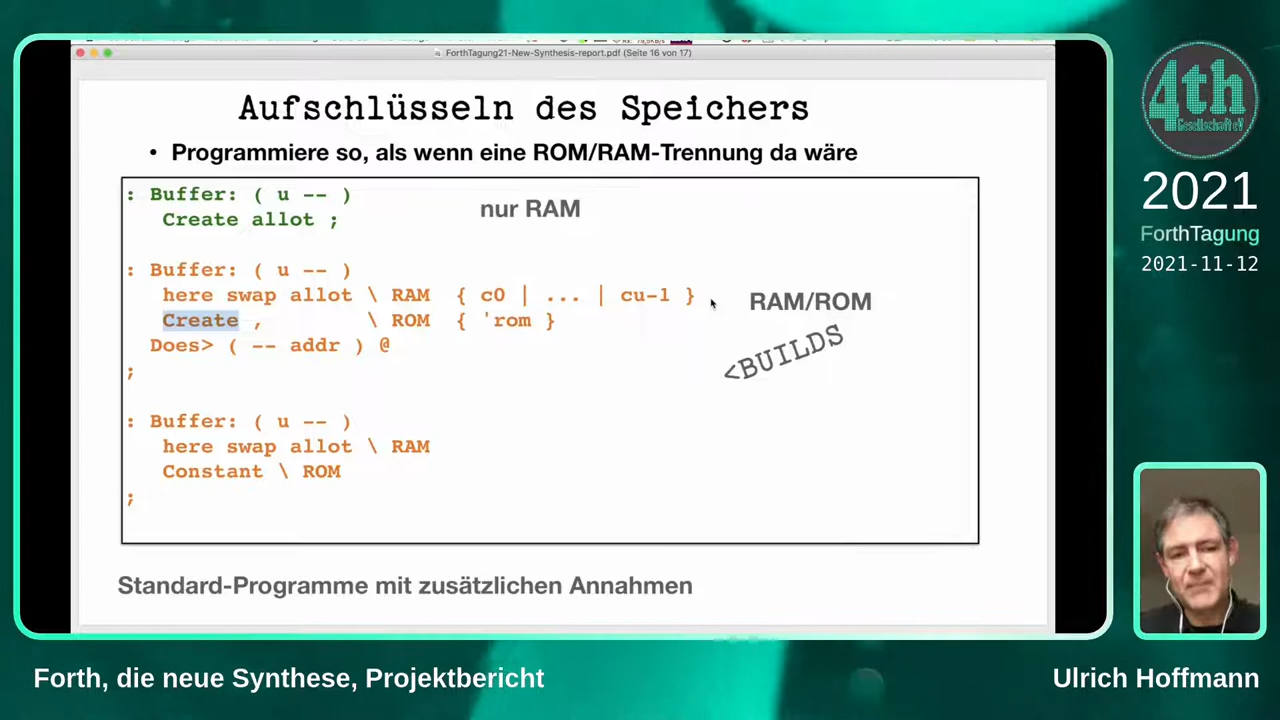 ForthTagung21-New-Synthesis-report.pdf (Seite 16 von 17)
Aufschlüsseln des Speichers
• Programmiere so, als wenn eine ROM/RAM-Trennung da wäre
: Buffer: ( u -- )
Create allot ;
nur RAM
: Buffer: ( u -- )
here swap allot \ RAM { c0 | ... | cu-1 }
Create , \ ROM { 'rom }
Does> ( -- addr ) @
;
RAM/ROM
<BUILDS
: Buffer: ( u -- )
here swap allot \ RAM
Constant \ ROM
;
Standard-Programme mit zusätzlichen Annahmen
4th
Gesellschaft eV
2021
ForthTagung
2021-11-12
Forth, die neue Synthese, Projektbericht
Ulrich Hoffmann